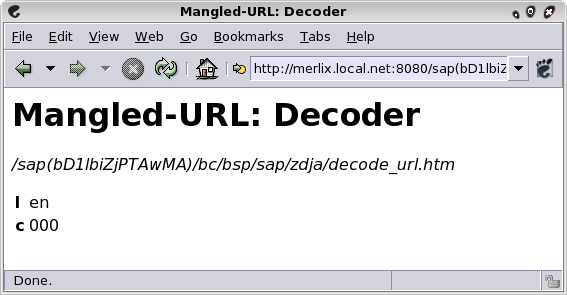 Mangled-URL: Decoder
File Edit View Web Go Bookmarks Tabs Help
http://merlix.local.net:8080/sap(bD1lbiZ
Mangled-URL: Decoder
/sap(bD1lbiZjPTAwMA)/bc/bsp/sap/zdja/decode_url.htm
l en
c 000
Done.